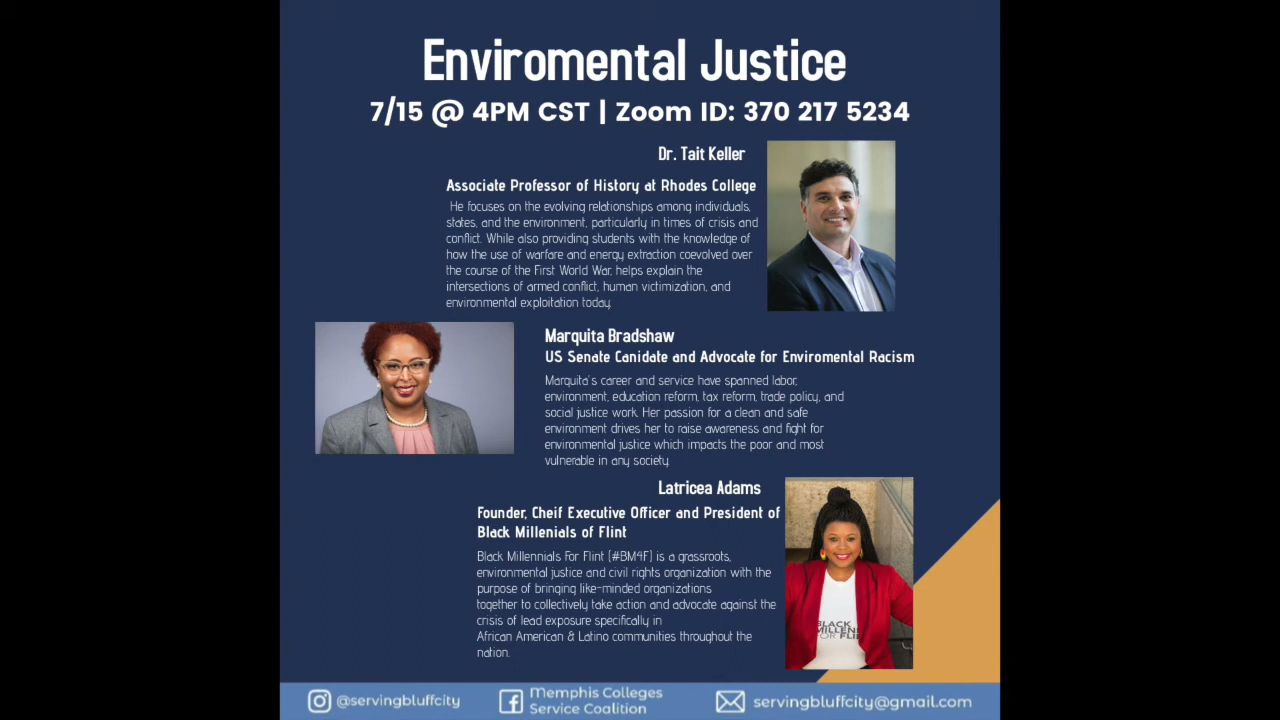 Enviromental Justice
7/15 @ 4PM CST | Zoom ID: 370 217 5234
Dr. Tait Keller
Associate Professor of History at Rhodes College
He focuses on the evolving relationships among individuals,
states, and the environment, particularly in times of crisis and
conflict. While also providing students with the knowledge of
how the use of warfare and energy extraction coevolved over
the course of the First World War, helps explain the
intersections of armed conflict, human victimization, and
environmental exploitation today.
Marquita Bradshaw
US Senate Canidate and Advocate for Enviromental Racism
Marquita's career and service have spanned labor,
environment, education reform, tax reform, trade policy, and
social justice work. Her passion for a clean and safe
environment drives her to raise awareness and fight for
environmental justice which impacts the poor and most
vulnerable in any society.
Latricea Adams
Founder, Cheif Executive Officer and President of
Black Millenials of Flint
Black Millennials For Flint (#BM4F) is a grassroots,
environmental justice and civil rights organization with the
purpose of bringing like-minded organizations
together to collectively take action and advocate against the
crisis of lead exposure specifically in
African American & Latino communities throughout the
nation.
BLACK
MILLEN
FOR FLI
@servingbluffcity
Memphis Colleges
Service Coalition
servingbluffcity@gmail.com